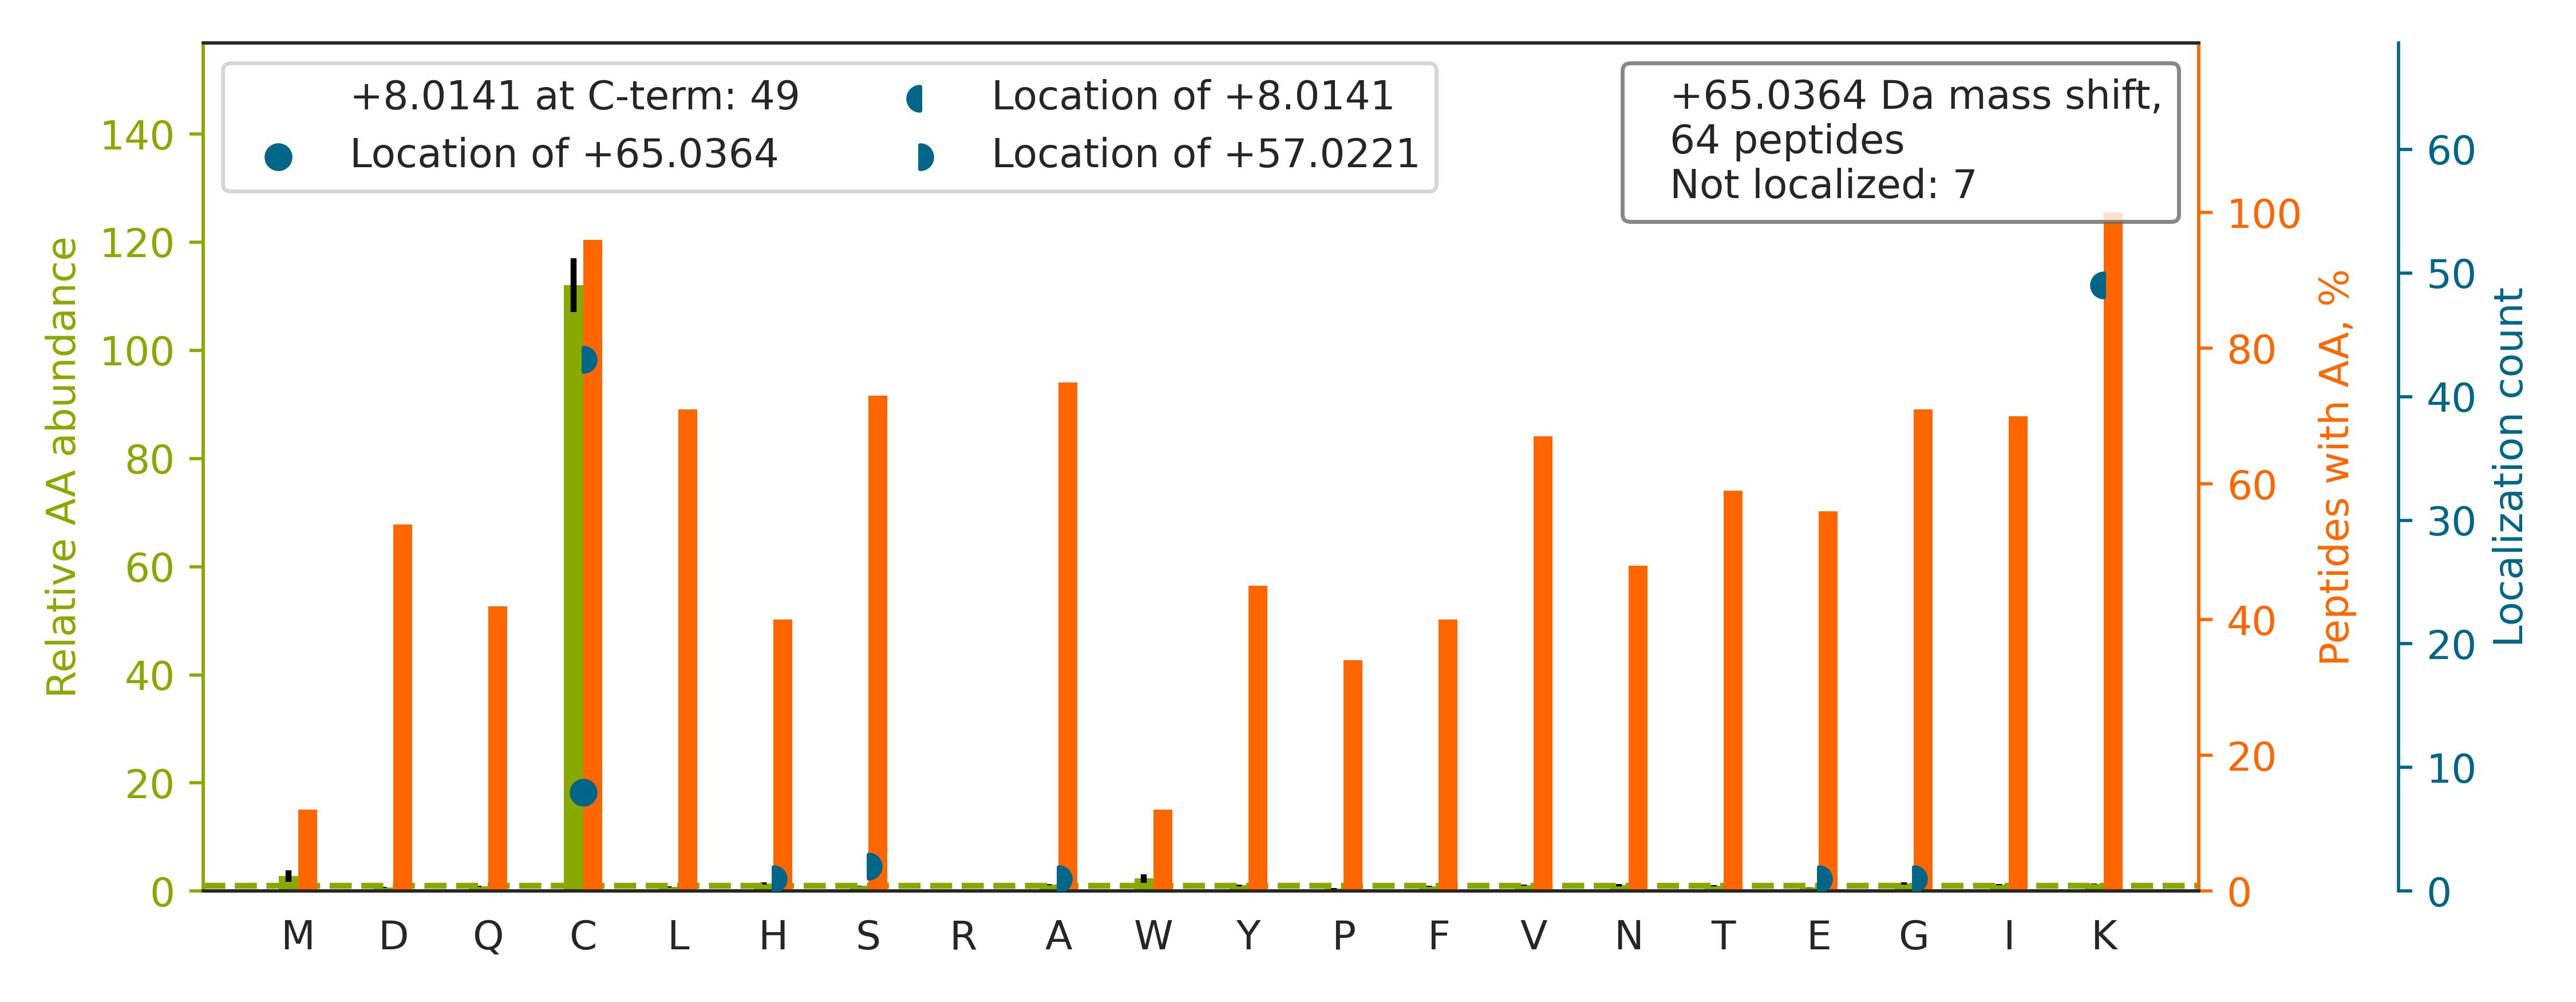 +8.0141 at C-term: 49
Location of +65.0364
Location of +8.0141
Location of +57.0221
+65.0364 Da mass shift,
64 peptides
Not localized: 7
Relative AA abundance
140
120
100
80
60
40
20
0
M D Q C L H S R A W Y P F V N T E G I K
100
80
60
40
20
0
Peptides with AA, %
60
50
40
30
20
10
0
Localization count